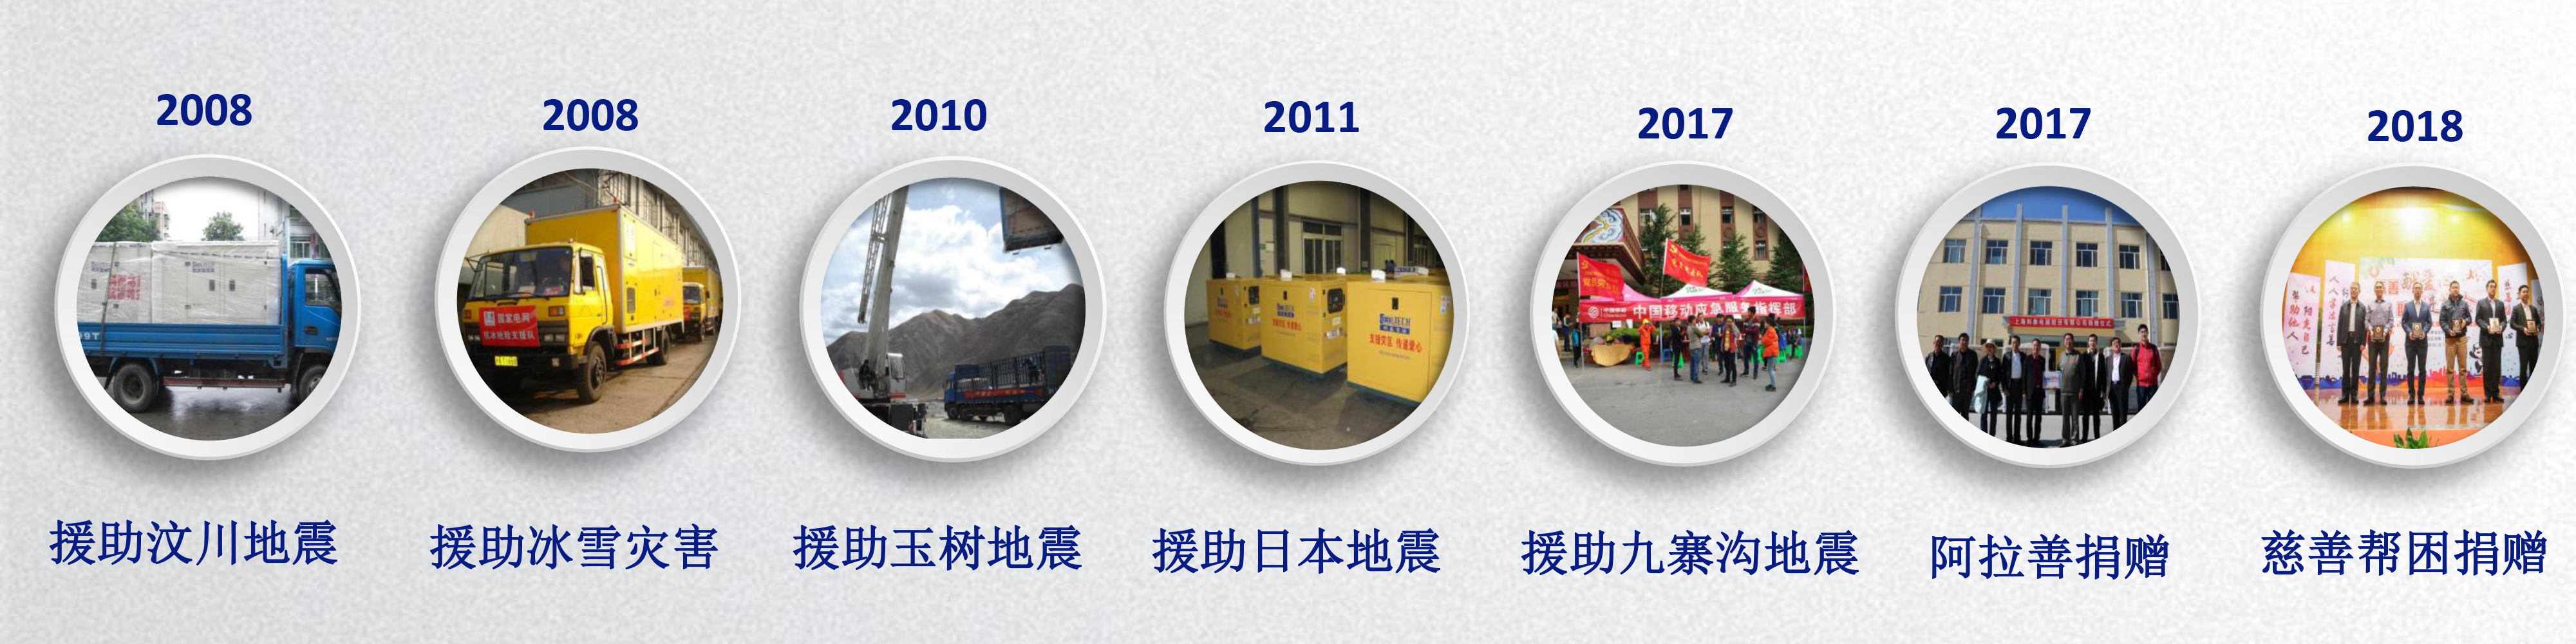 2008
2008
2010
2011
2017
2017
2018
国家电网
中国移动应急服务指挥部
支援灾区 传递爱心
援助汶川地震
援助冰雪灾害
援助玉树地震
援助日本地震
援助九寨沟地震
阿拉善捐赠
慈善帮困捐赠